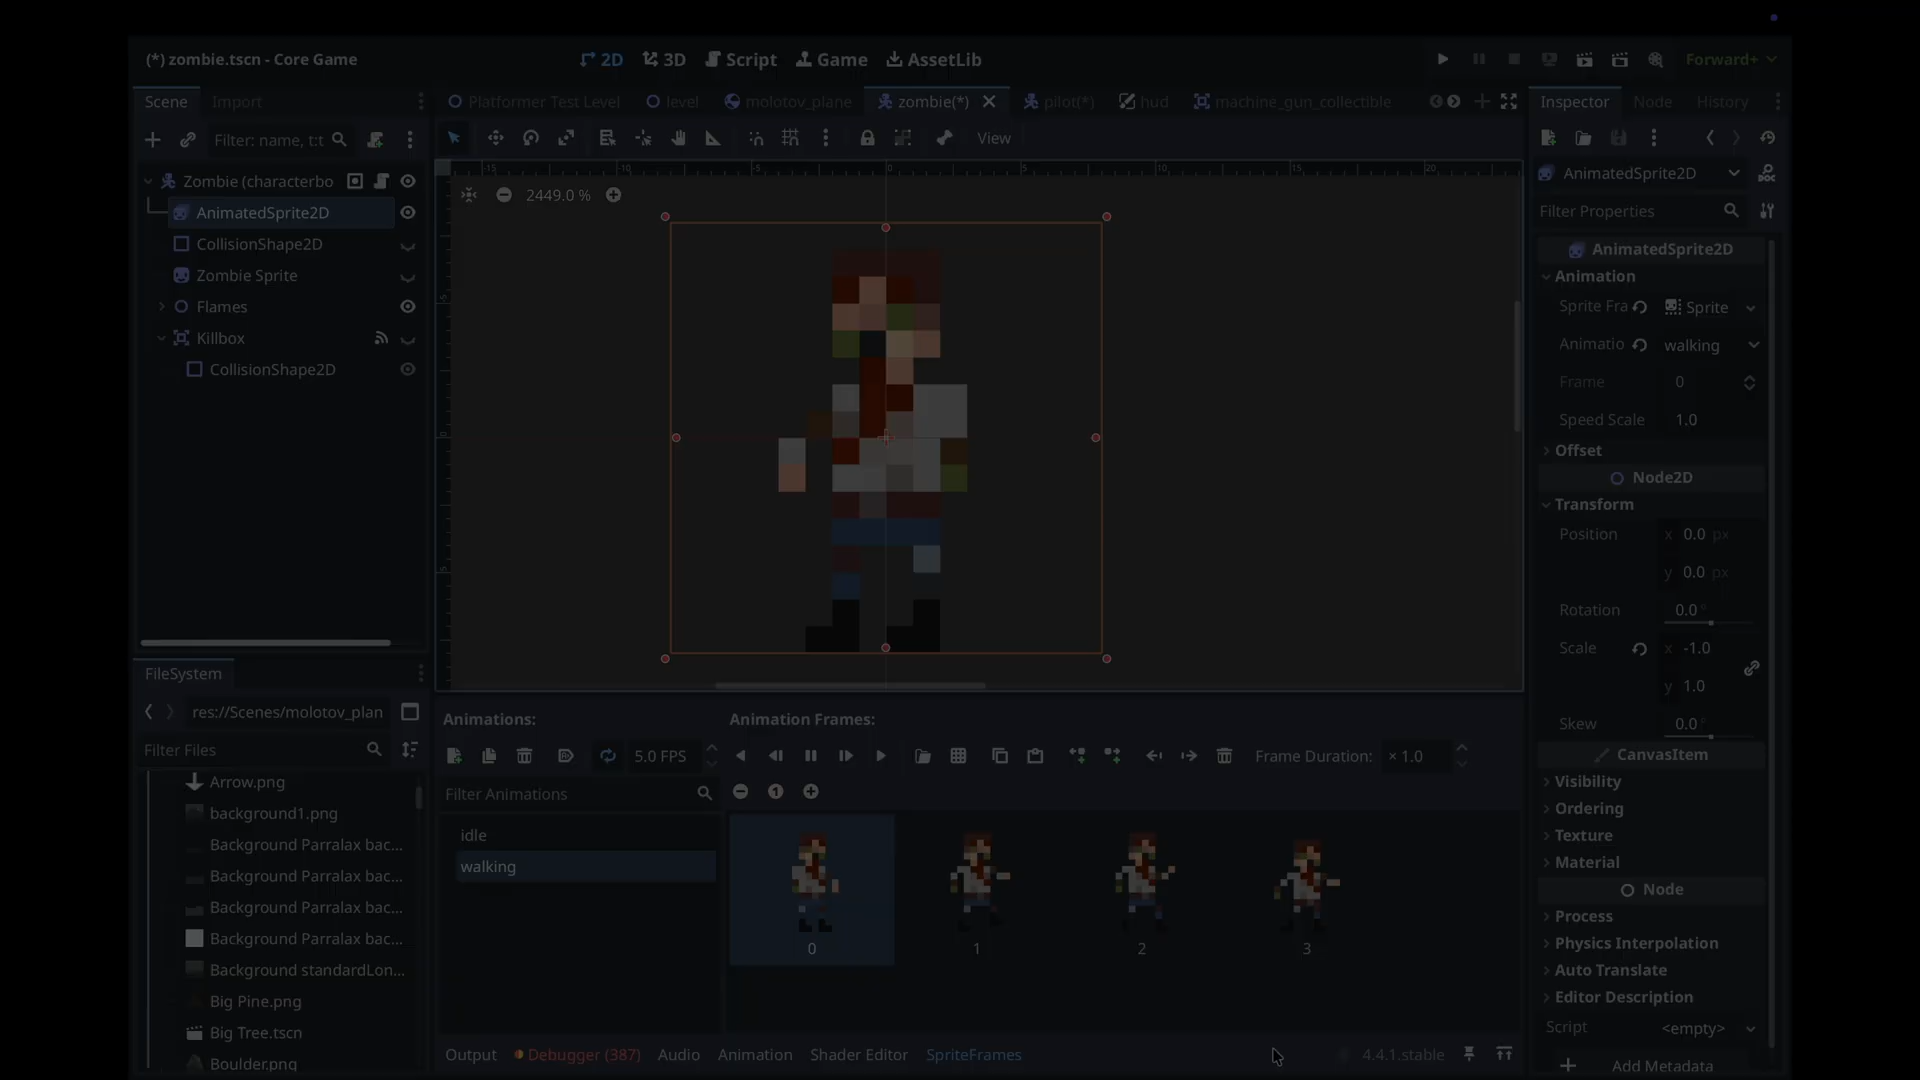 (*) zombie.tscn - Core Game
2D 3D Script Game AssetLib
Forward+
Scene Import
Platformer Test Level level molotov_plane zombie(*) pilot(*) hud machine_gun_collectible
Inspector Node History
Filter: name, t:t
View
Zombie (characterbo
AnimatedSprite2D
CollisionShape2D
Zombie Sprite
Flames
Killbox
CollisionShape2D
2449.0 %
AnimatedSprite2D
Filter Properties
AnimatedSprite2D
Animation
Sprite Fra Sprite
Animatio walking
Frame 0
Speed Scale 1.0
Offset
Node2D
Transform
Position x 0.0 px
y 0.0 px
Rotation 0.0 °
Scale x -1.0
y 1.0
Skew 0.0 °
CanvasItem
Visibility
Ordering
Texture
Material
Node
Process
Physics Interpolation
Auto Translate
Editor Description
Script <empty>
Add Metadata
FileSystem
res://Scenes/molotov_plan
Filter Files
Arrow.png
background1.png
Background Parralax bac...
Background Parralax bac...
Background Parralax bac...
Background Parralax bac...
Background standardLon...
Big Pine.png
Big Tree.tscn
Boulder.png
Animations:
5.0 FPS
Filter Animations
idle
walking
Animation Frames:
Frame Duration: × 1.0
0 1 2 3
Output Debugger (387) Audio Animation Shader Editor SpriteFrames
4.4.1.stable